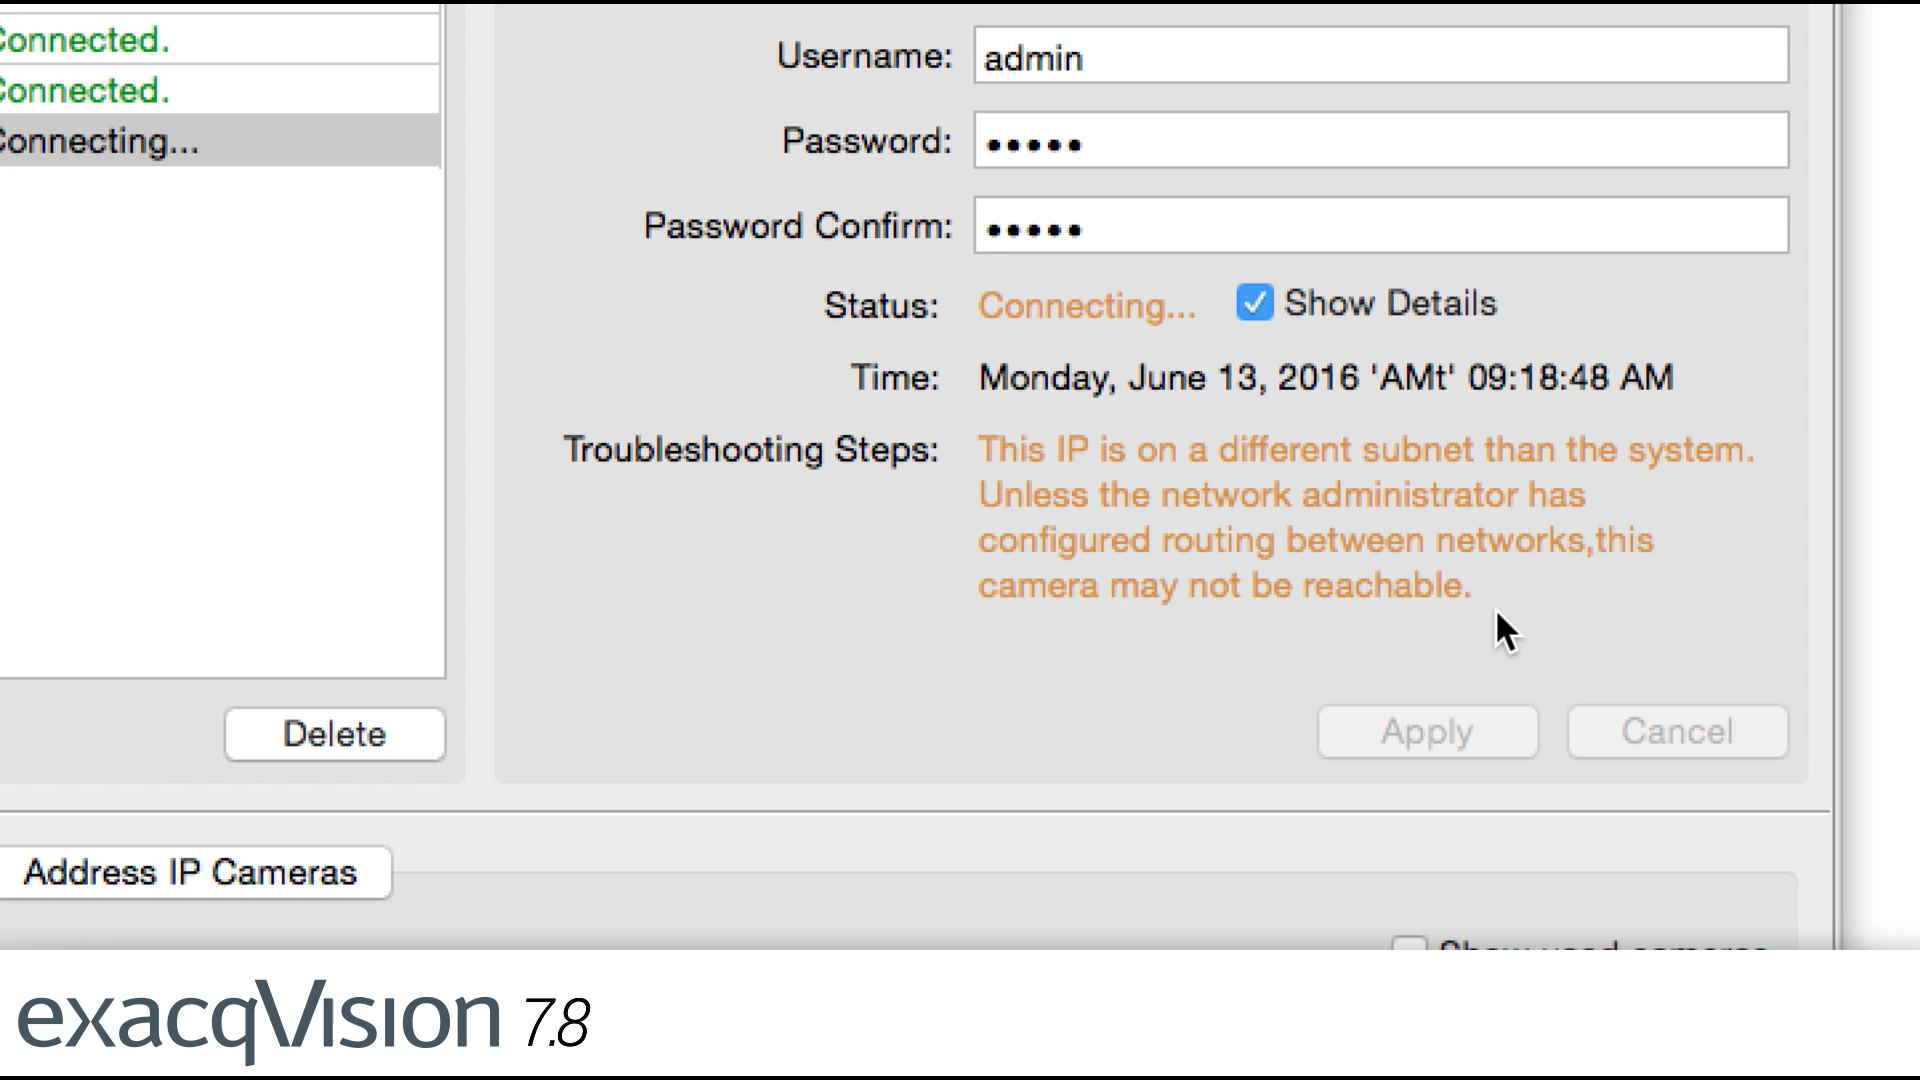 Connected.
Connected.
Connecting...
Username: admin
Password: •••••
Password Confirm: •••••
Status: Connecting... Show Details
Time: Monday, June 13, 2016 'AMt' 09:18:48 AM
Troubleshooting Steps: This IP is on a different subnet than the system.
Unless the network administrator has
configured routing between networks,this
camera may not be reachable.
Delete
Apply Cancel
Address IP Cameras
Show used cameras
exacqVision 7.8